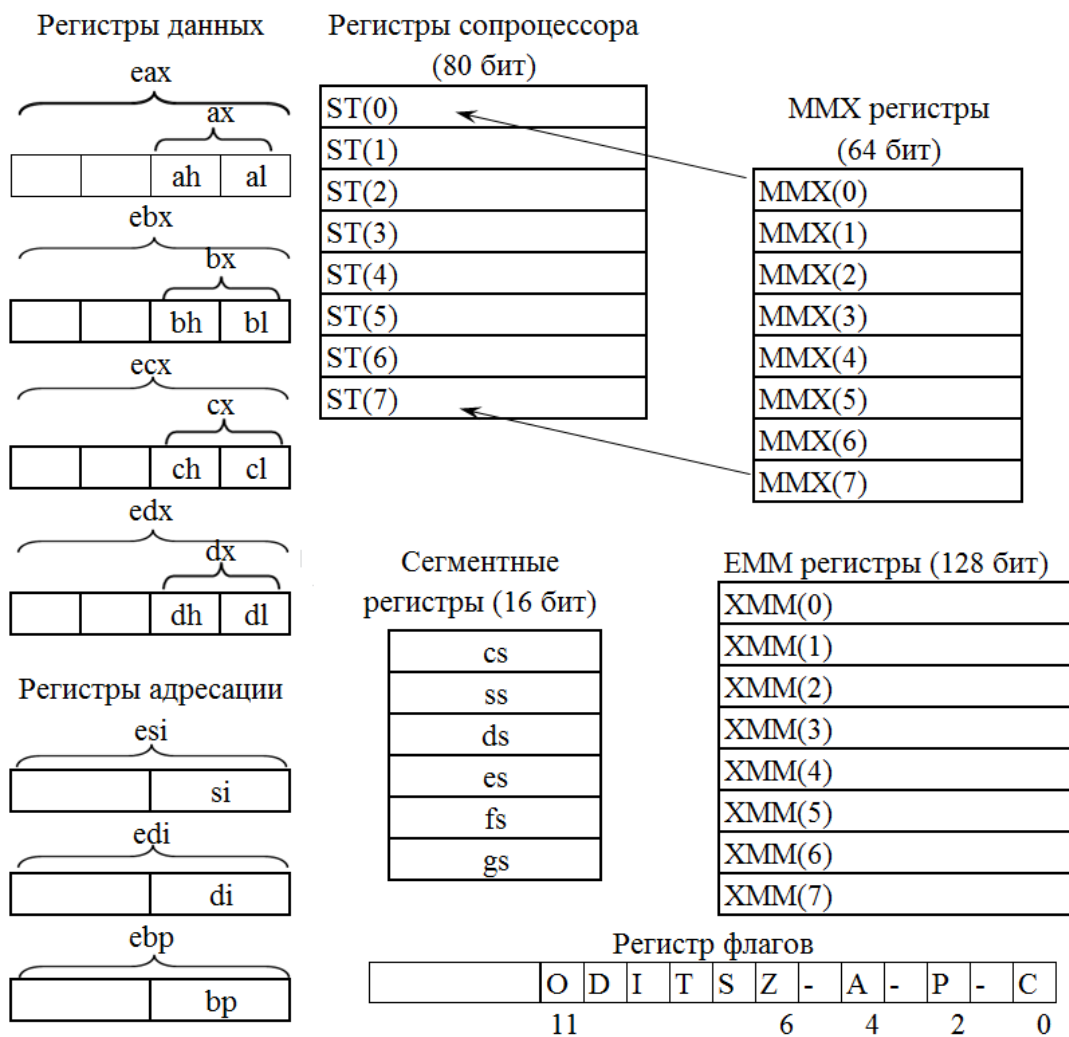 Регистры данных
eax
ax
ah al
ebx
bx
bh bl
ecx
cx
ch cl
edx
dx
dh dl
Регистры адресации
esi
si
edi
di
ebp
bp
Регистры сопроцессора
(80 бит)
ST(0)
ST(1)
ST(2)
ST(3)
ST(4)
ST(5)
ST(6)
ST(7)
MMX регистры
(64 бит)
MMX(0)
MMX(1)
MMX(2)
MMX(3)
MMX(4)
MMX(5)
MMX(6)
MMX(7)
Сегментные
регистры (16 бит)
cs
ss
ds
es
fs
gs
EMM регистры (128 бит)
XMM(0)
XMM(1)
XMM(2)
XMM(3)
XMM(4)
XMM(5)
XMM(6)
XMM(7)
Регистр флагов
O D I T S Z - A - P - C
11 6 4 2 0